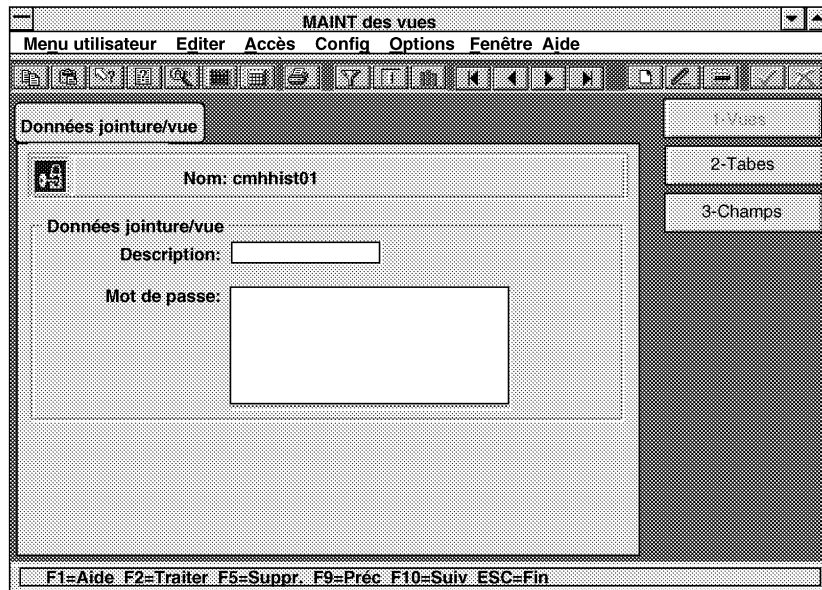 MAINT des vues
Menu utilisateur Editer Accès Config Options Fenêtre Aide
Données jointure/vue
1-Vues
Nom: cmhhist01
2-Tabes
3-Champs
Données jointure/vue
Description:
Mot de passe:
F1=Aide F2=Traiter F5=Suppr. F9=Préc F10=Suiv ESC=Fin